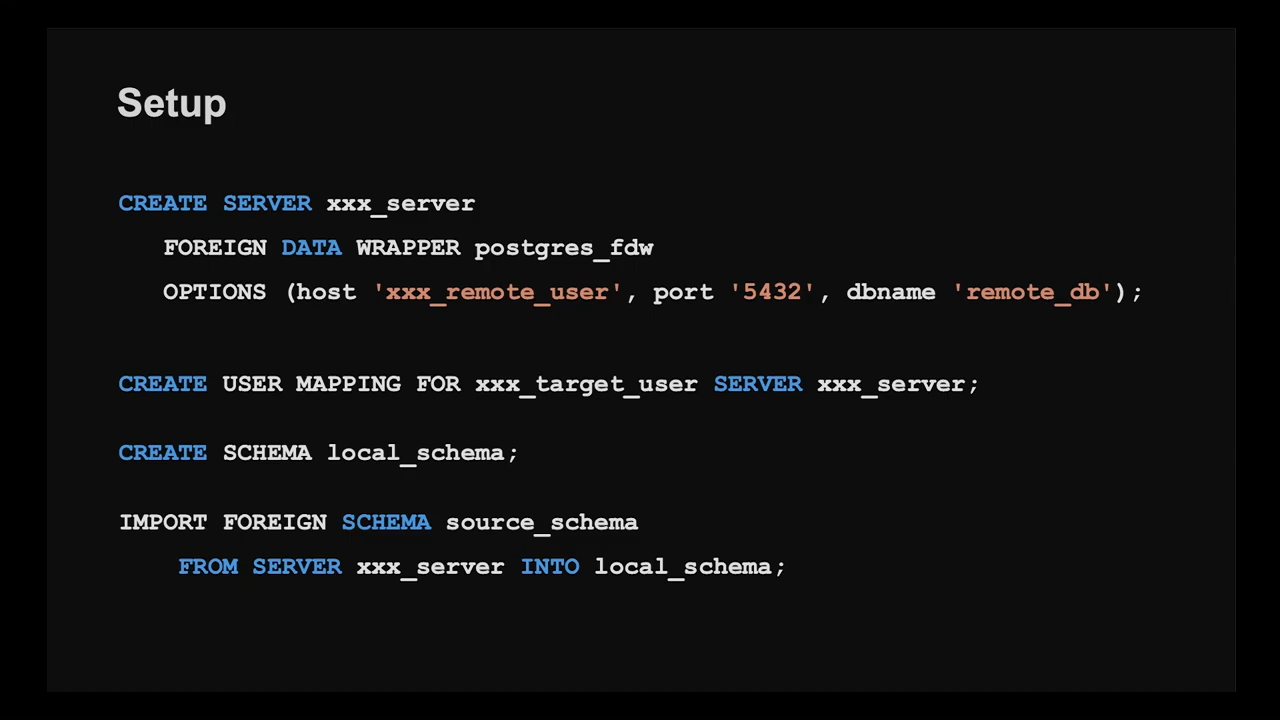 Setup
CREATE SERVER xxx_server
FOREIGN DATA WRAPPER postgres_fdw
OPTIONS (host 'xxx_remote_user', port '5432', dbname 'remote_db');
CREATE USER MAPPING FOR xxx_target_user SERVER xxx_server;
CREATE SCHEMA local_schema;
IMPORT FOREIGN SCHEMA source_schema
FROM SERVER xxx_server INTO local_schema;